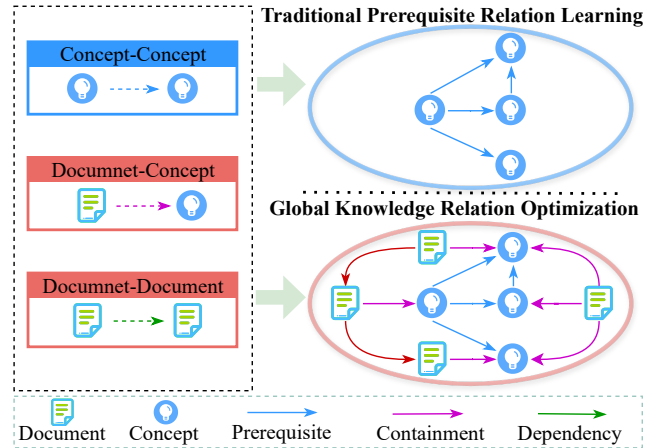 Traditional Prerequisite Relation Learning
Concept-Concept
Documnet-Concept
Global Knowledge Relation Optimization
Documnet-Document
Document
Concept
Prerequisite
Containment
Dependency